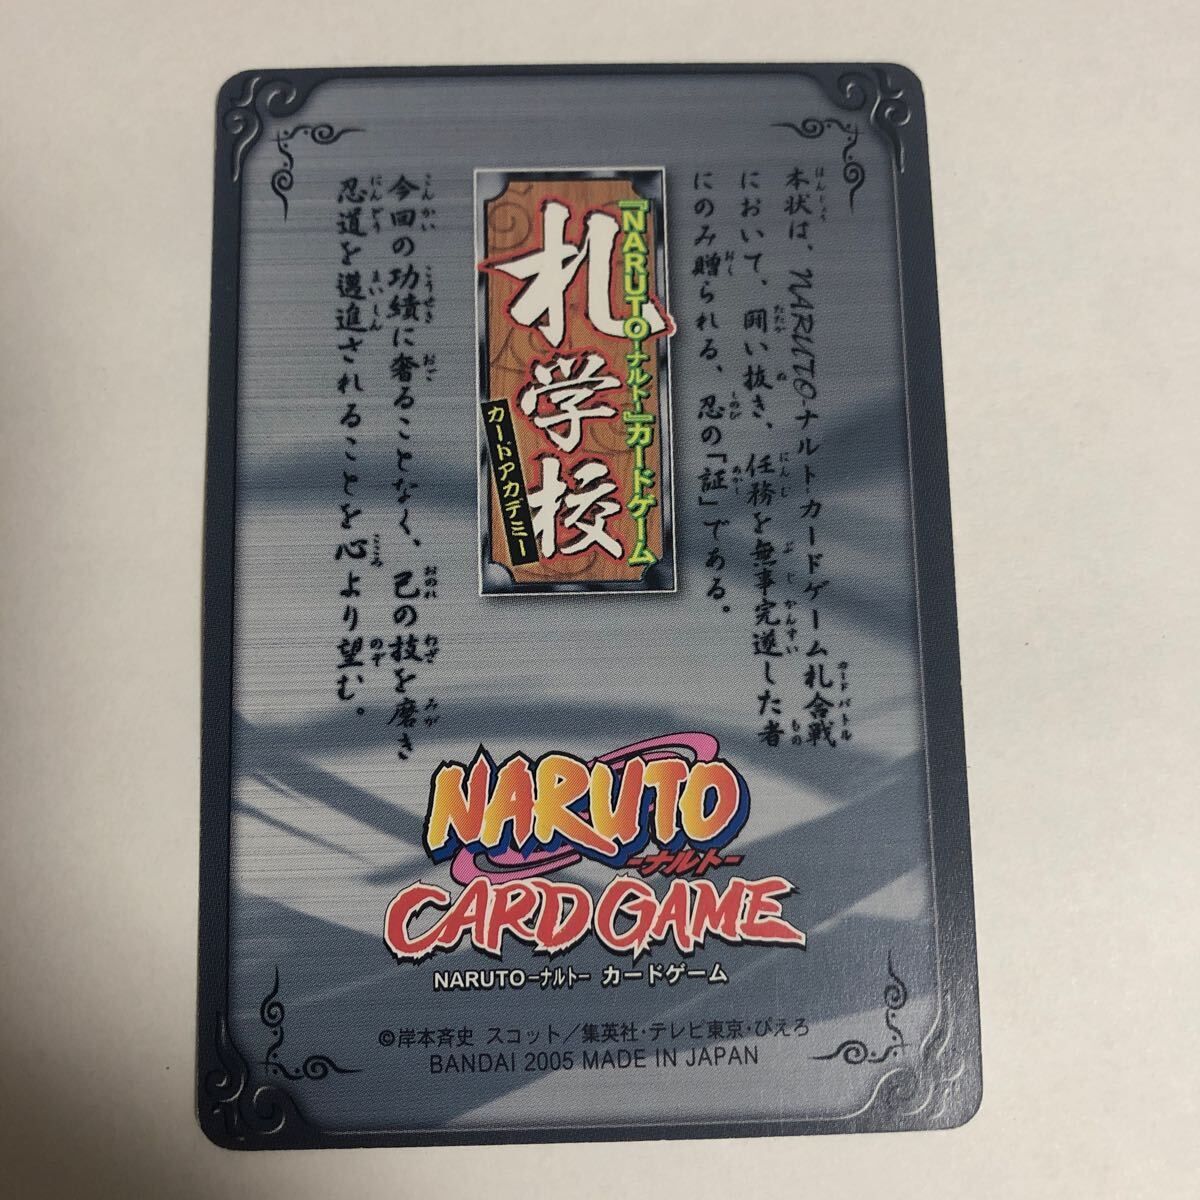 本状は、NARUTO-ナルト-カードゲーム札合戦
において、闘い抜き、任務を無事完遂した者
にのみ贈られる、忍の「証」である。
『NARUTO-ナルト-』カードゲーム
札学校
カードアカデミー
今回の功績に奢ることなく、己の技を磨き
忍道を邁進されることを心より望む。
NARUTO
-ナルト-
CARD GAME
NARUTO-ナルト- カードゲーム
©岸本斉史 スコット／集英社・テレビ東京・ぴえろ
BANDAI 2005 MADE IN JAPAN